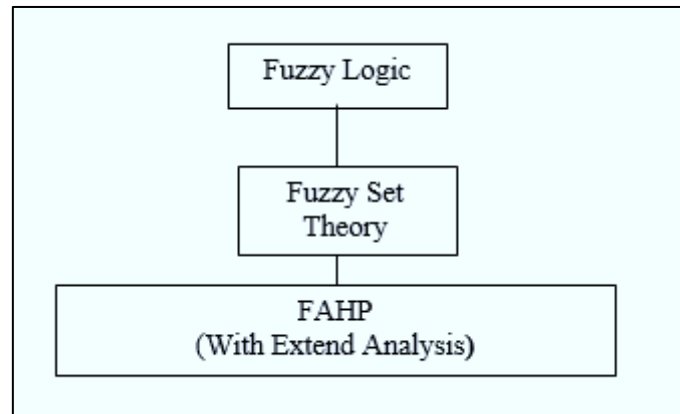 Fuzzy Logic
Fuzzy Set
Theory
FAHP
(With Extend Analysis)